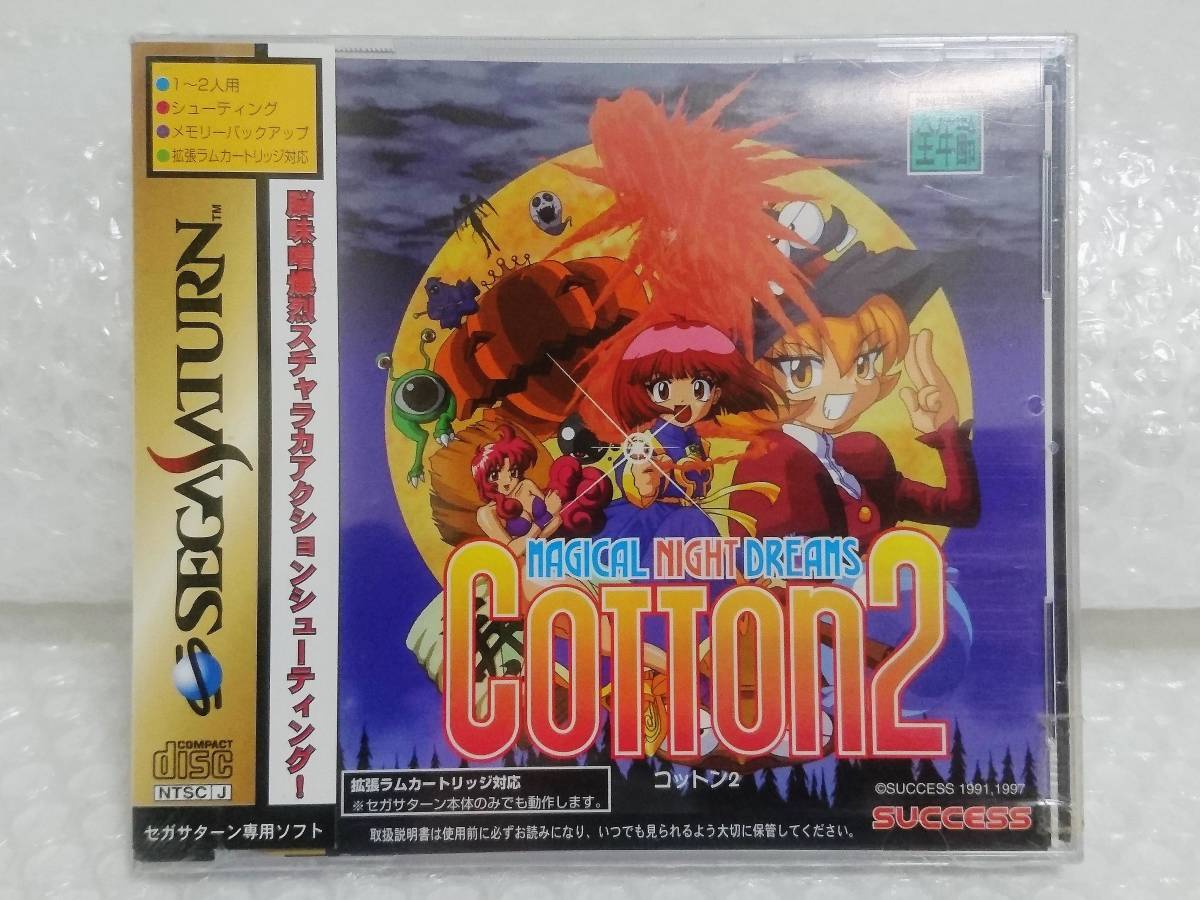 ●1〜2人用
●シューティング
●メモリーバックアップ
●拡張ラムカートリッジ対応
SEGA SATURN™
COMPACT
disc
NTSC J
セガサターン専用ソフト
脳味噌爆烈スチャラカアクションシューティング!
全年齢
MAGICAL NIGHT DREAMS
COTTON2
コットン2
拡張ラムカートリッジ対応
※セガサターン本体のみでも動作します。
©SUCCESS 1991,1997
SUCCESS
取扱説明書は使用前に必ずお読みになり、いつでも見られるよう大切に保管してください。